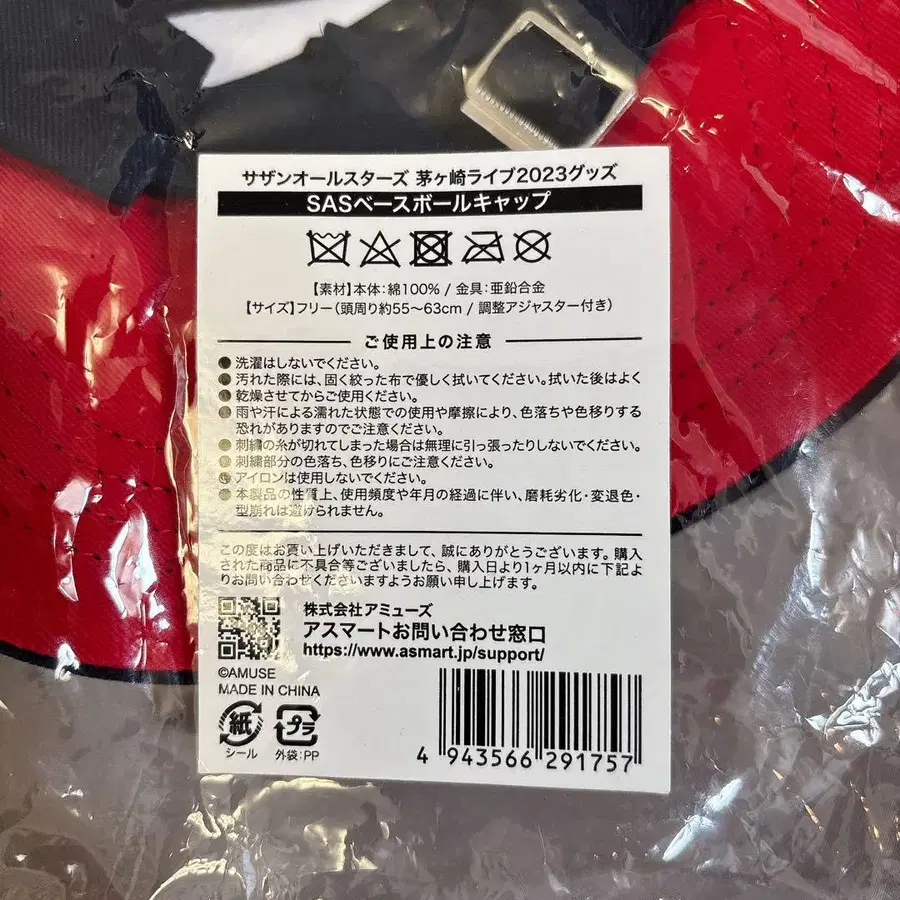 サザンオールスターズ 茅ヶ崎ライブ2023グッズ
SASベースボールキャップ
【素材】本体:綿100% / 金具:亜鉛合金
【サイズ】フリー(頭周り約55〜63cm / 調整アジャスター付き)
ご使用上の注意
●洗濯はしないでください。
●汚れた際には、固く絞った布で優しく拭いてください。拭いた後はよく
●乾燥させてからご使用ください。
●雨や汗による濡れた状態での使用や摩擦により、色落ちや色移りする
恐れがありますのでご注意ください。
●刺繍の糸が切れてしまった場合は無理に引っ張ったりしないでください。
●刺繍部分の色落ち、色移りにご注意ください。
●アイロンは使用しないでください。
●本製品の性質上、使用頻度や年月の経過に伴い、磨耗劣化・変退色・
型崩れは避けられません。
この度はお買い上げいただきまして、誠にありがとうございます。購入
された商品に不具合等ございましたら、購入日より1ヶ月以内に下記よ
りお問い合わせくださいますようお願い申し上げます。
株式会社アミューズ
アスマートお問い合わせ窓口
https://www.asmart.jp/support/
©AMUSE
MADE IN CHINA
紙
シール
プラ
外袋:PP
4 943566 291757